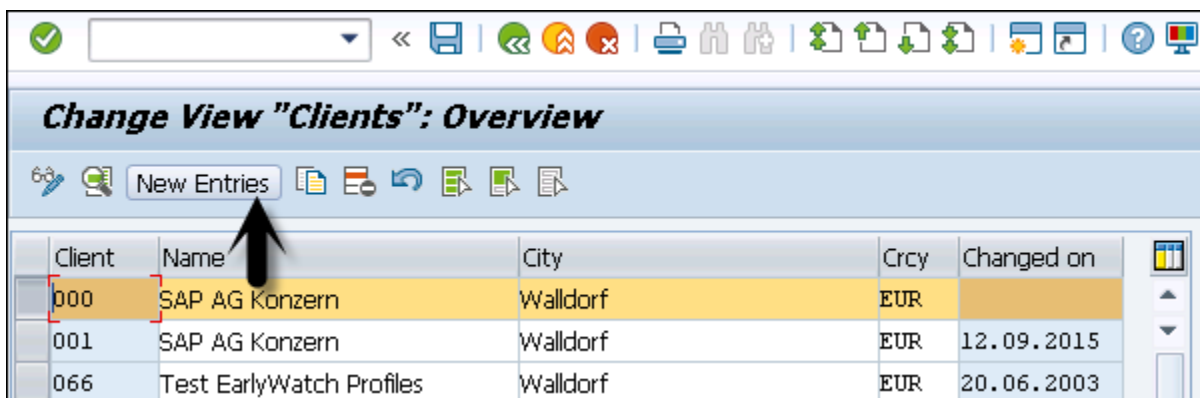 Change View "Clients": Overview
New Entries
Client Name City Crcy Changed on
000 SAP AG Konzern Walldorf EUR
001 SAP AG Konzern Walldorf EUR 12.09.2015
066 Test EarlyWatch Profiles Walldorf EUR 20.06.2003